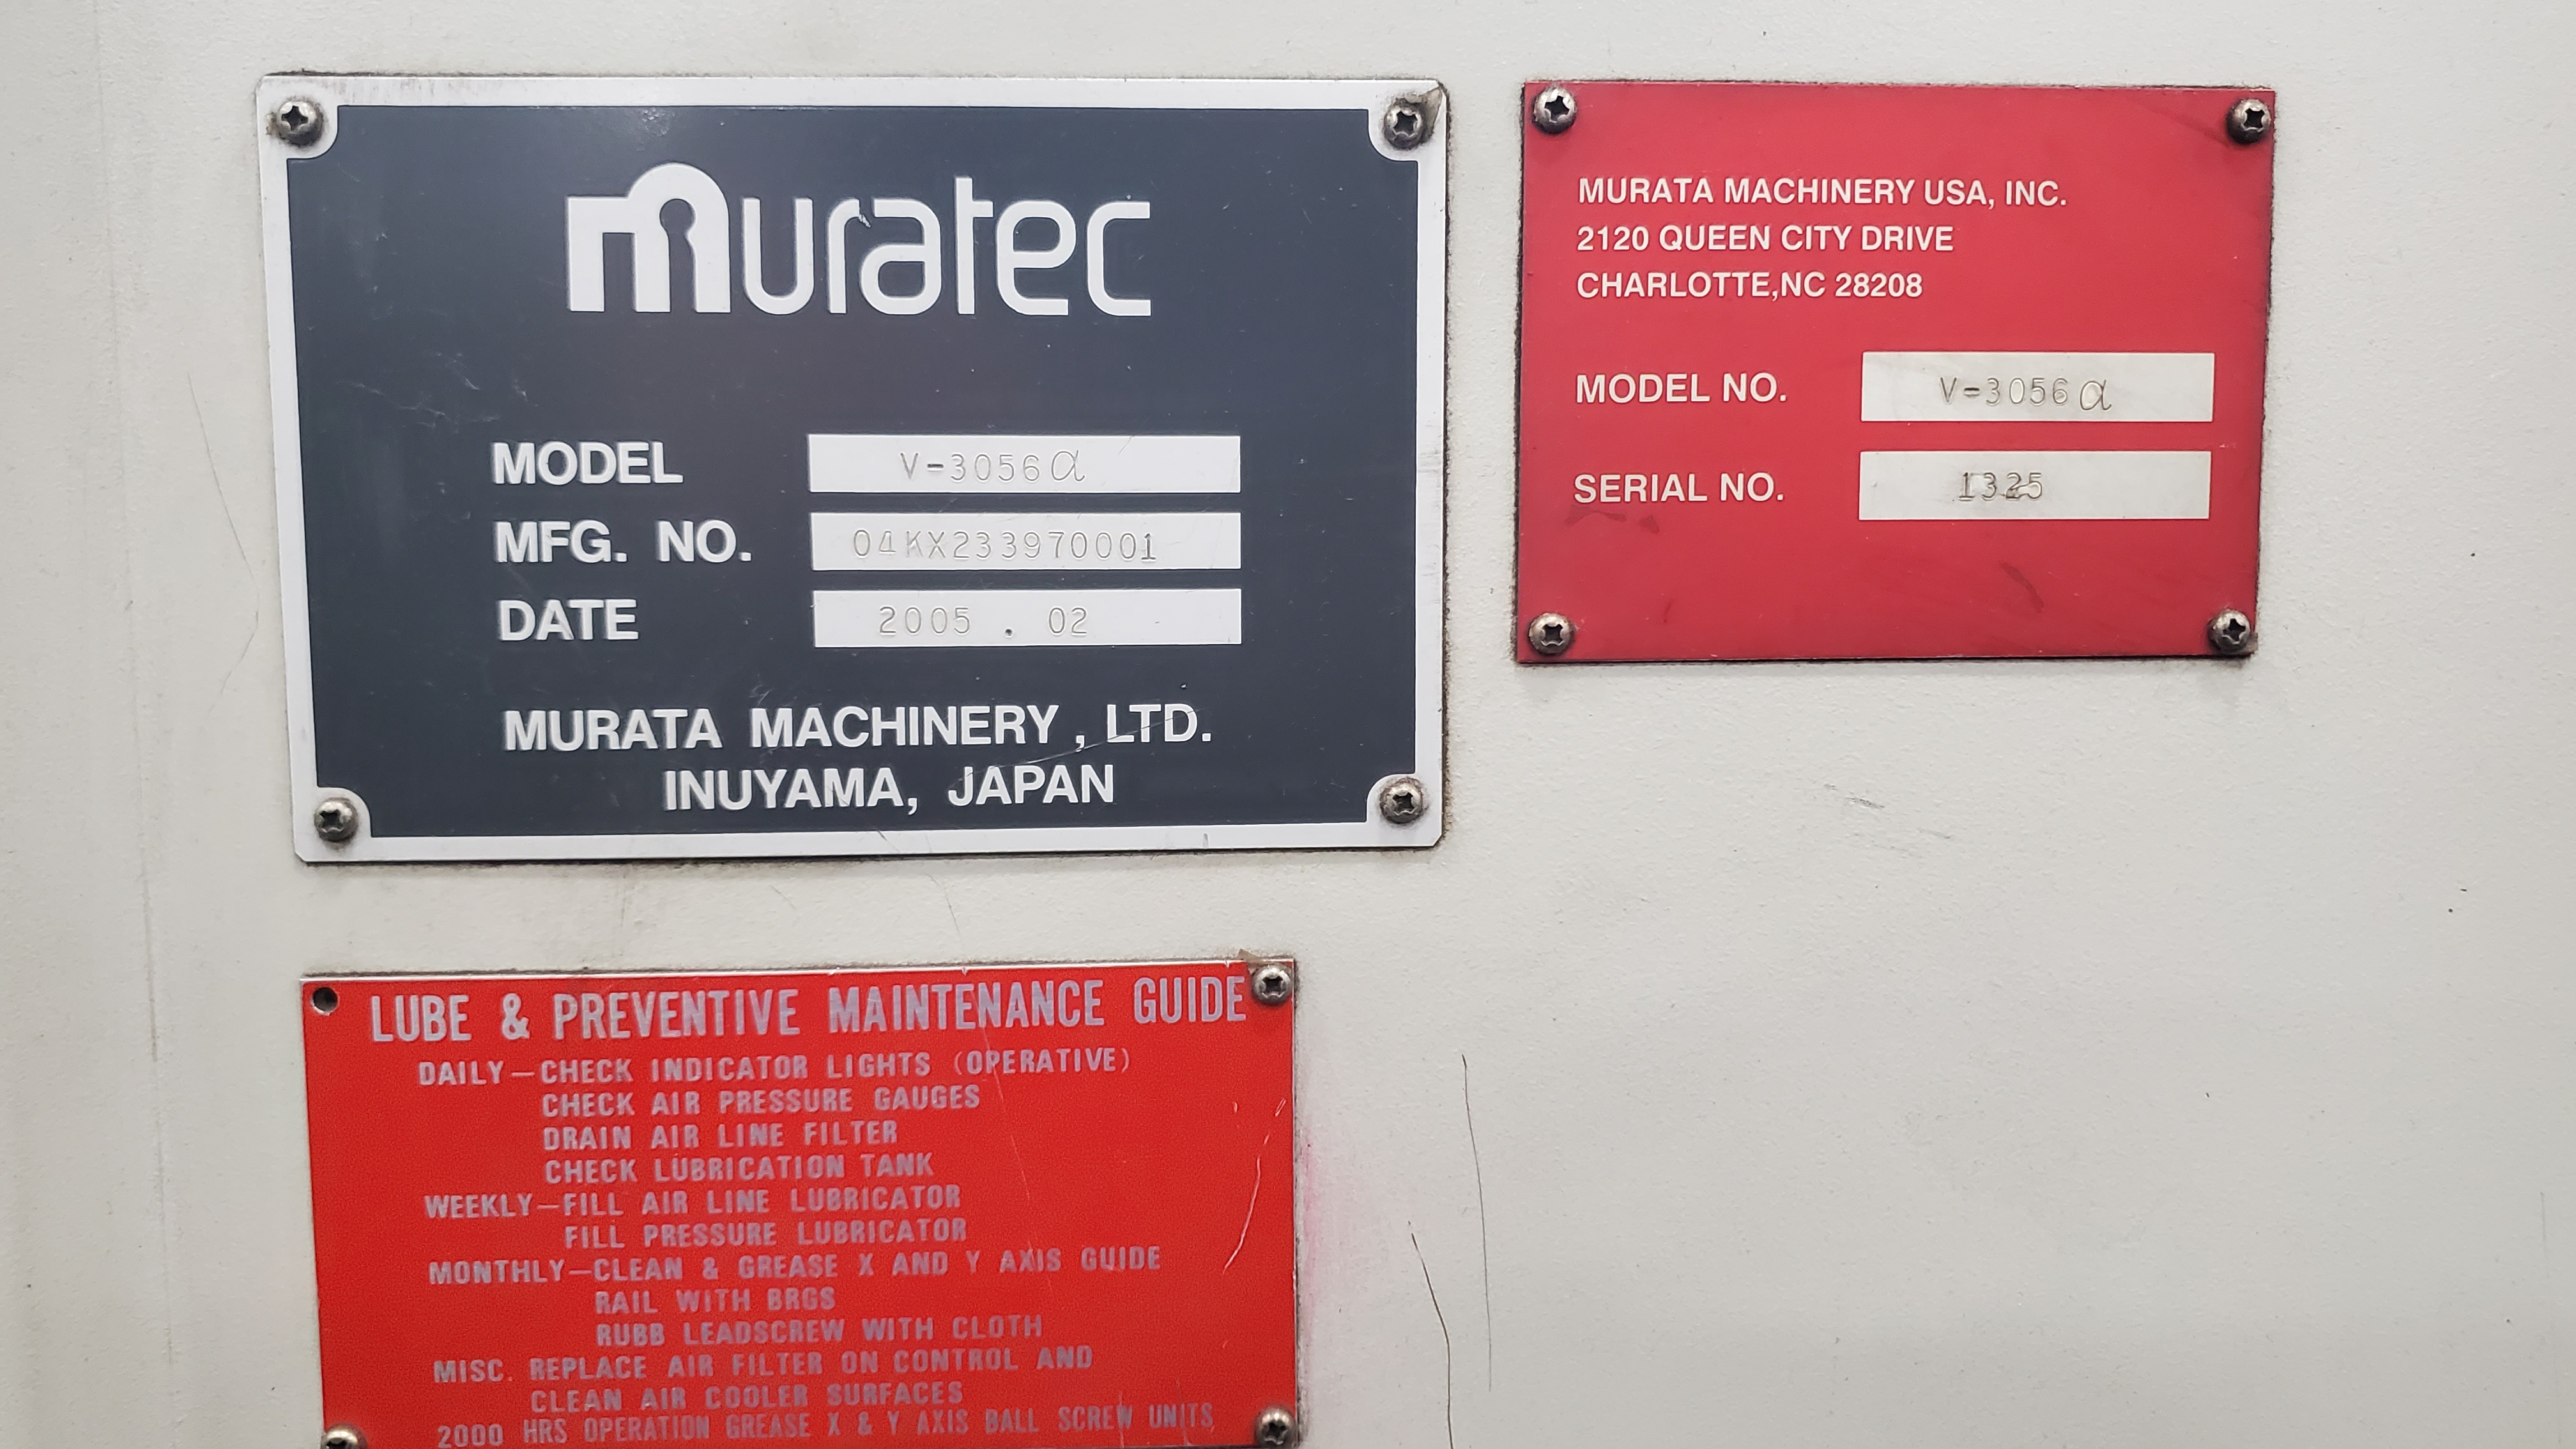 muratec
MODEL V-3056α
MFG. NO. 04KX233970001
DATE 2005 . 02
MURATA MACHINERY, LTD.
INUYAMA, JAPAN
MURATA MACHINERY USA, INC.
2120 QUEEN CITY DRIVE
CHARLOTTE,NC 28208
MODEL NO. V-3056α
SERIAL NO. 1325
LUBE & PREVENTIVE MAINTENANCE GUIDE
DAILY—CHECK INDICATOR LIGHTS (OPERATIVE)
CHECK AIR PRESSURE GAUGES
DRAIN AIR LINE FILTER
CHECK LUBRICATION TANK
WEEKLY—FILL AIR LINE LUBRICATOR
FILL PRESSURE LUBRICATOR
MONTHLY—CLEAN & GREASE X AND Y AXIS GUIDE
RAIL WITH BRGS
RUBB LEADSCREW WITH CLOTH
MISC. REPLACE AIR FILTER ON CONTROL AND
CLEAN AIR COOLER SURFACES
2000 HRS OPERATION GREASE X & Y AXIS BALL SCREW UNITS